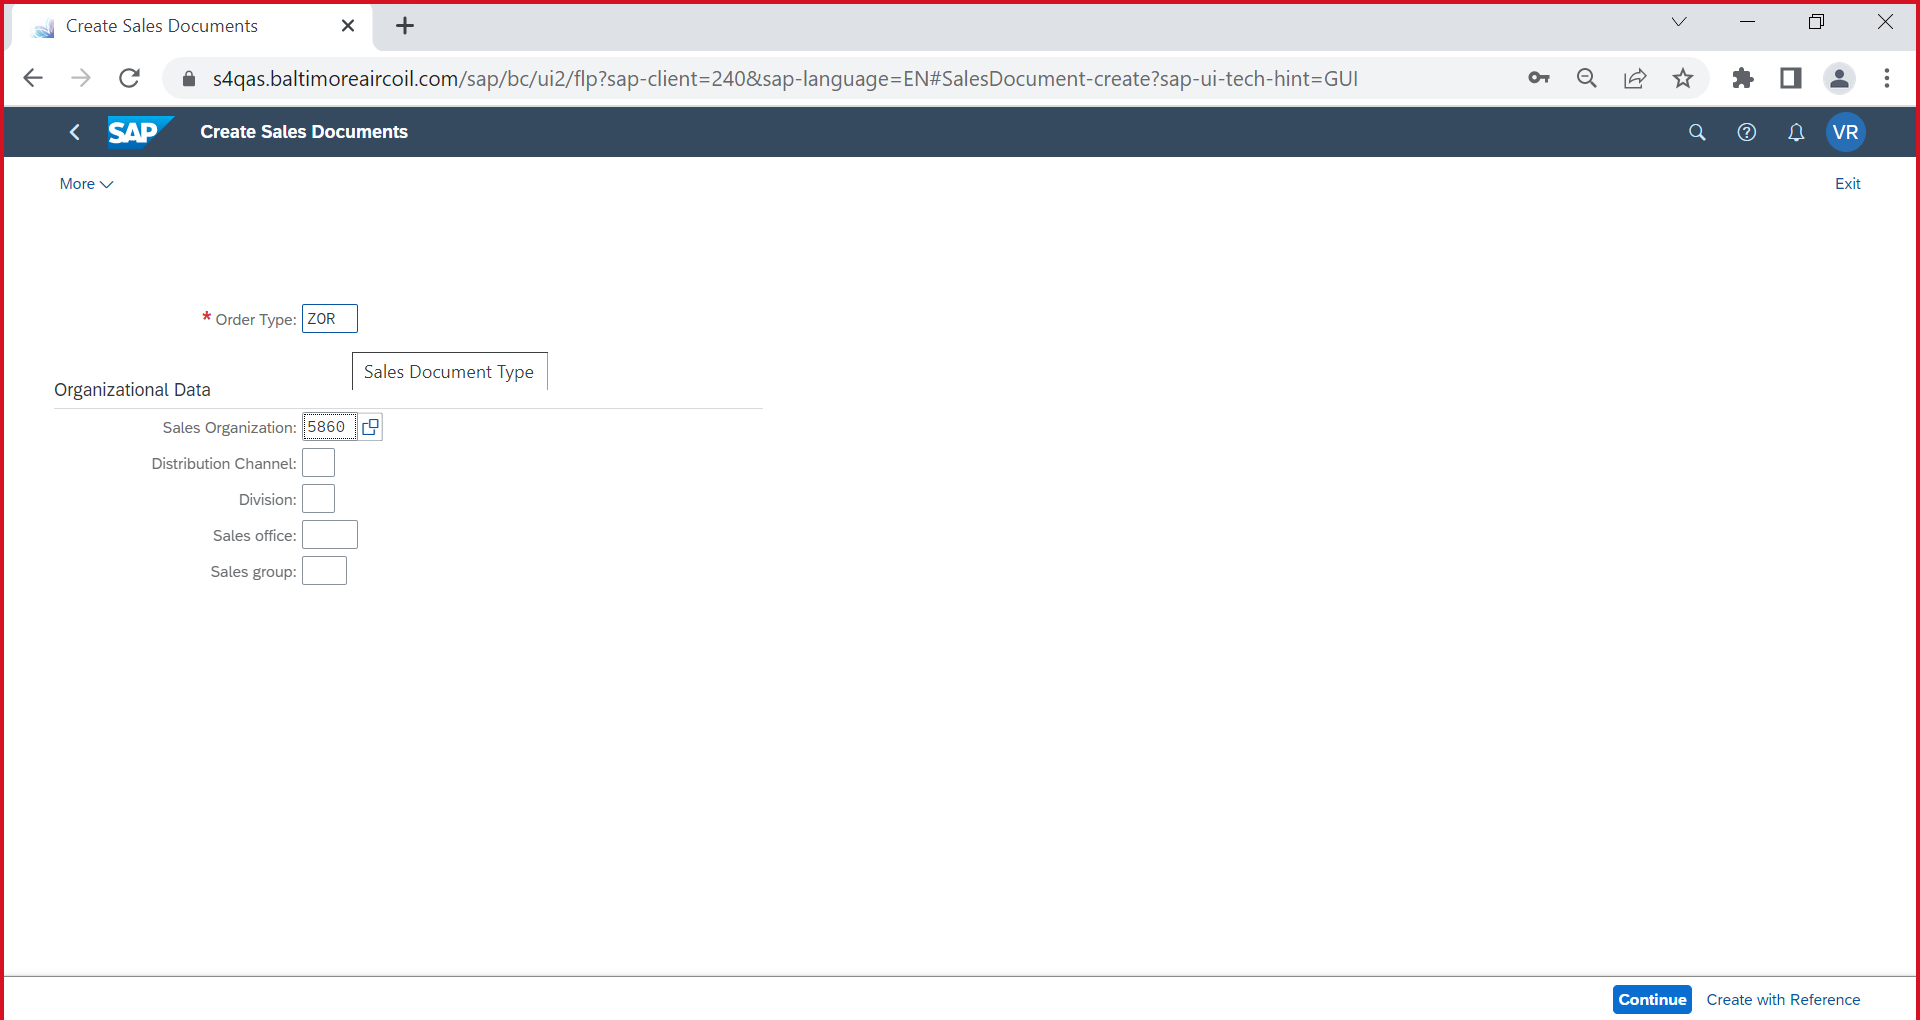 Create Sales Documents
s4qas.baltimoreaircoil.com/sap/bc/ui2/flp?sap-client=240&sap-language=EN#SalesDocument-create?sap-ui-tech-hint=GUI
SAP Create Sales Documents VR
More Exit
* Order Type: ZOR
Sales Document Type
Organizational Data
Sales Organization: 5860
Distribution Channel:
Division:
Sales office:
Sales group:
Continue Create with Reference